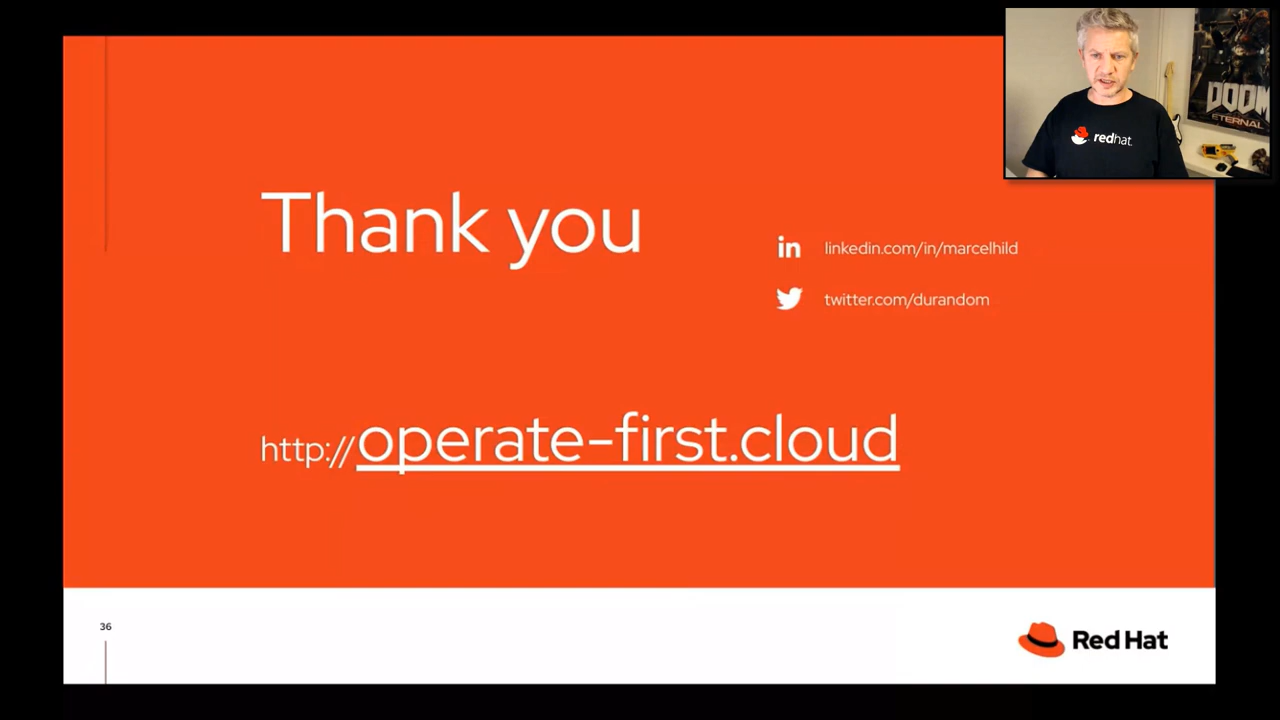 Thank you
linkedin.com/in/marcelhild
twitter.com/durandom
http://operate-first.cloud
36
Red Hat
redhat.
DOOM
ETERNAL